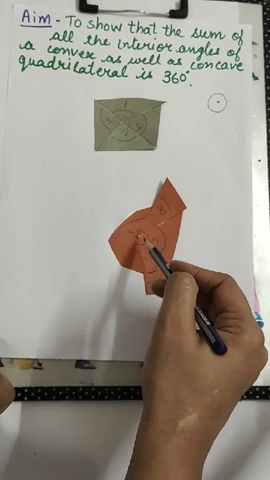 Aim - To show that the sum of
all the interior angles of
a convex as well as concave
quadrilateral is 360°.